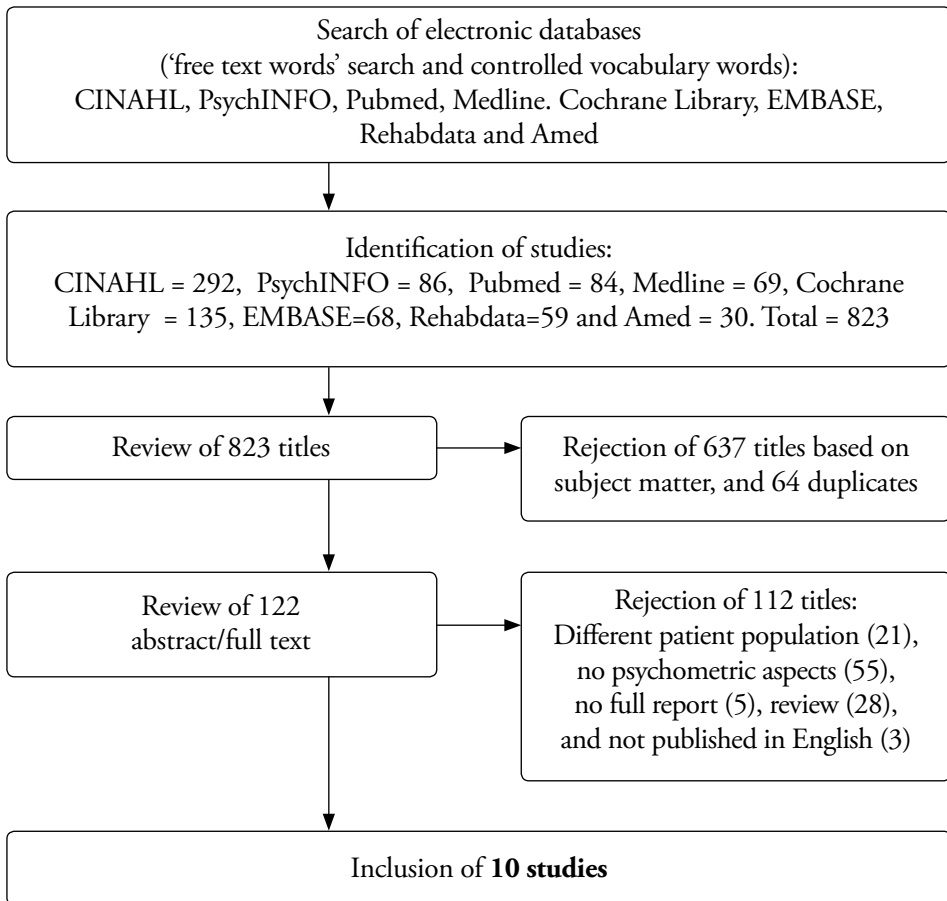 Search of electronic databases
(‘free text words’ search and controlled vocabulary words):
CINAHL, PsychINFO, Pubmed, Medline. Cochrane Library, EMBASE,
Rehabdata and Amed
Identification of studies:
CINAHL = 292, PsychINFO = 86, Pubmed = 84, Medline = 69, Cochrane
Library = 135, EMBASE=68, Rehabdata=59 and Amed = 30. Total = 823
Review of 823 titles
Rejection of 637 titles based on
subject matter, and 64 duplicates
Review of 122
abstract/full text
Rejection of 112 titles:
Different patient population (21),
no psychometric aspects (55),
no full report (5), review (28),
and not published in English (3)
Inclusion of 10 studies